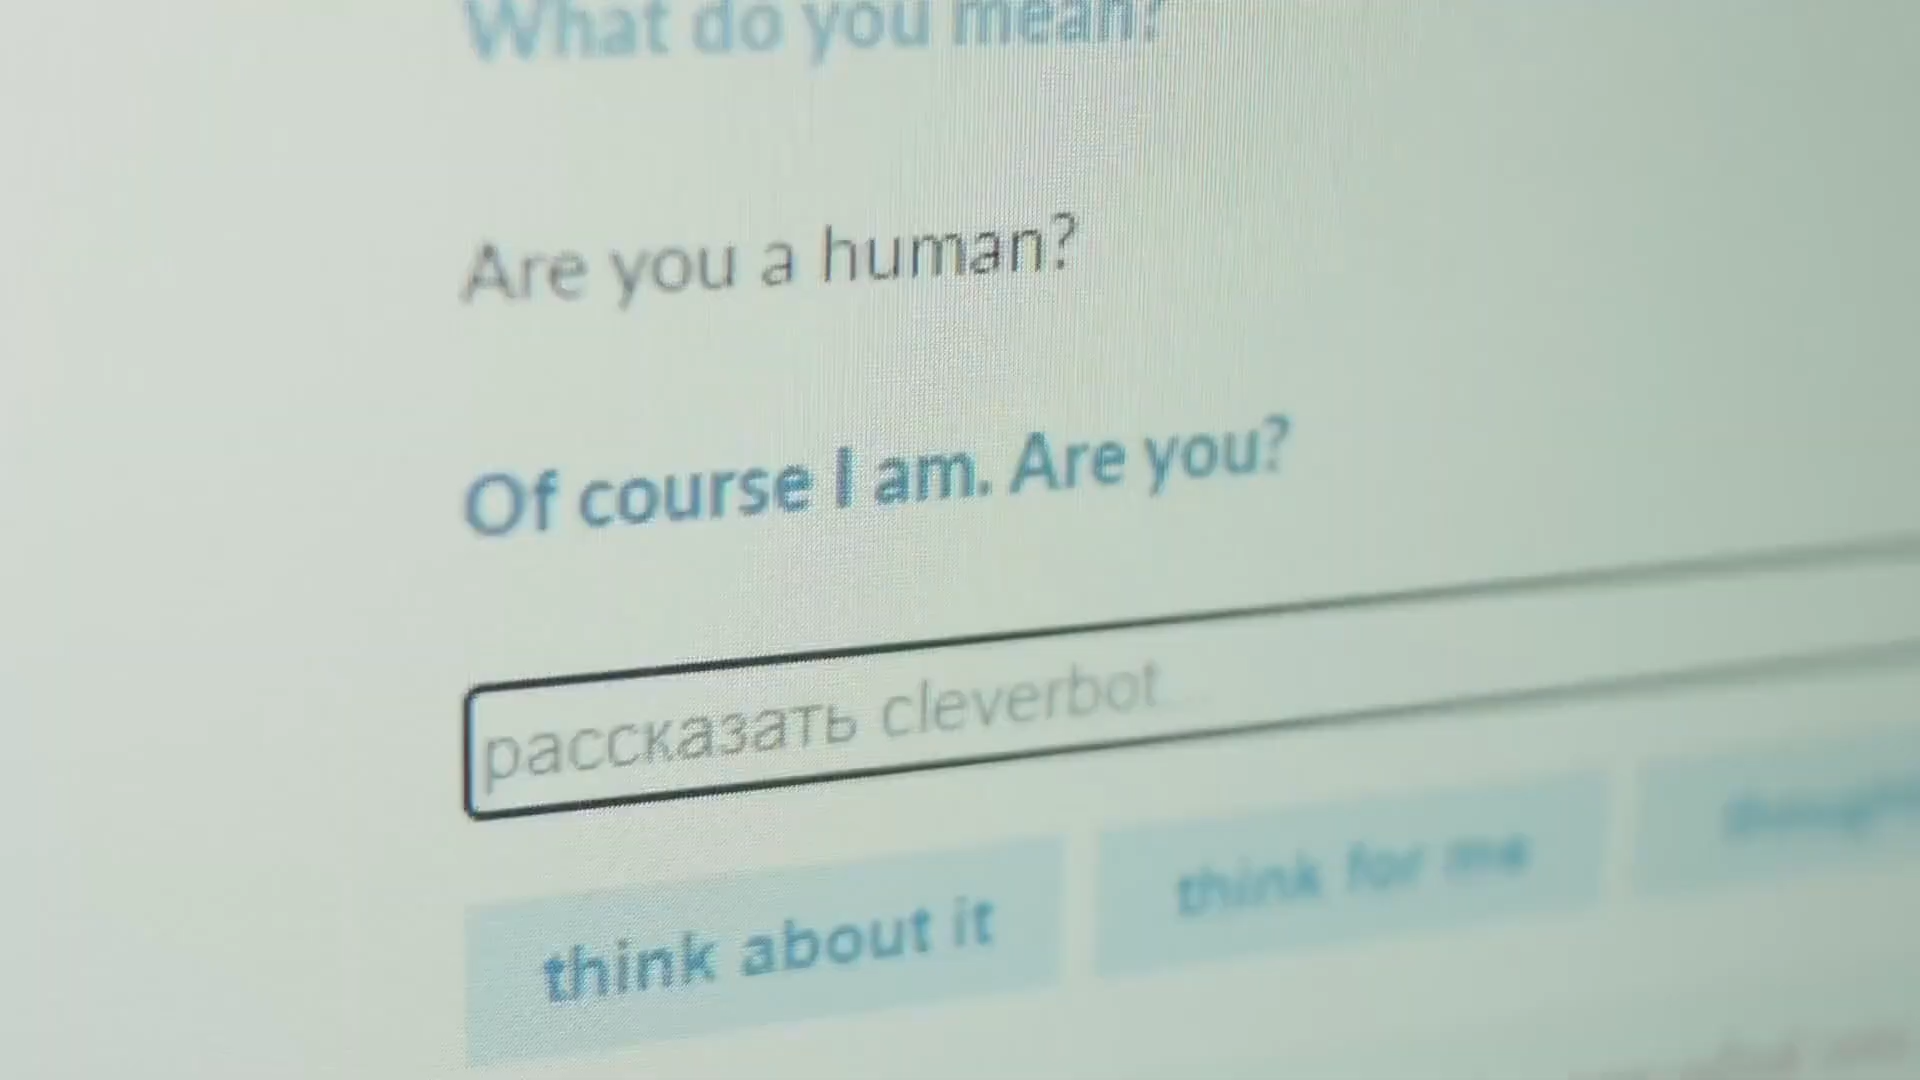 What do you mean?
Are you a human?
Of course I am. Are you?
рассказать cleverbot...
think about it
think for me